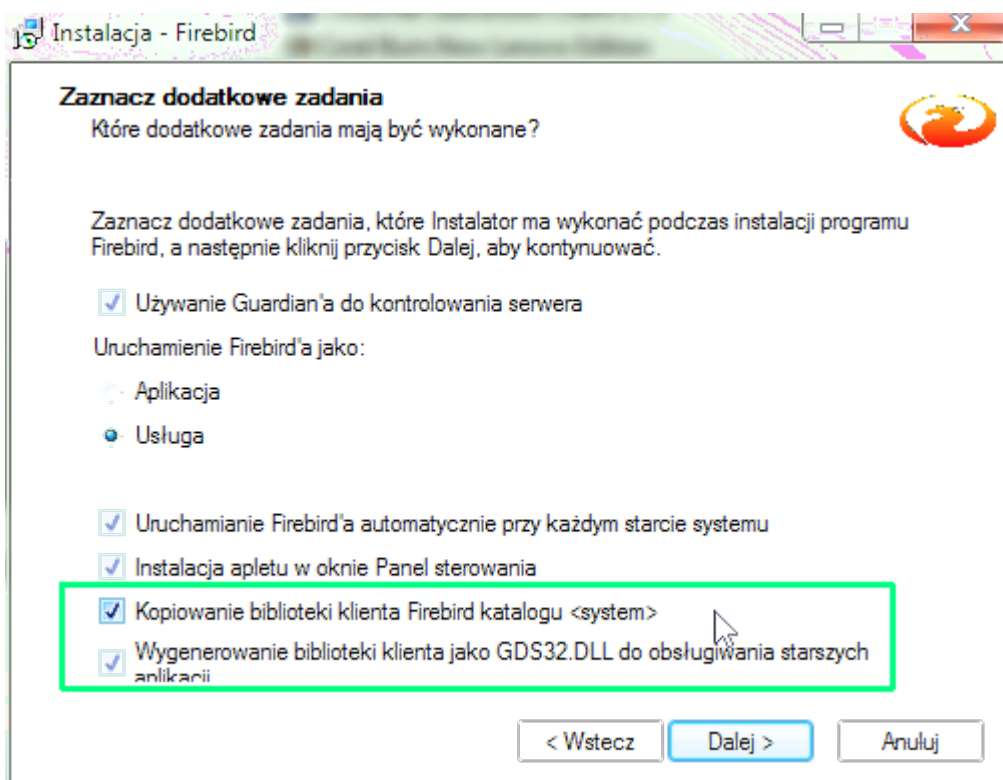 Instalacja - Firebird
Zaznacz dodatkowe zadania
Które dodatkowe zadania mają być wykonane?
Zaznacz dodatkowe zadania, które Instalator ma wykonać podczas instalacji programu
Firebird, a następnie kliknij przycisk Dalej, aby kontynuować.
Używanie Guardian'a do kontrolowania serwera
Uruchamienie Firebird'a jako:
Aplikacja
Usługa
Uruchamianie Firebird'a automatycznie przy każdym starcie systemu
Instalacja apletu w oknie Panel sterowania
Kopiowanie biblioteki klienta Firebird katalogu <system>
Wygenerowanie biblioteki klienta jako GDS32.DLL do obsługiwania starszych
aplikacji
< Wstecz
Dalej >
Anuluj